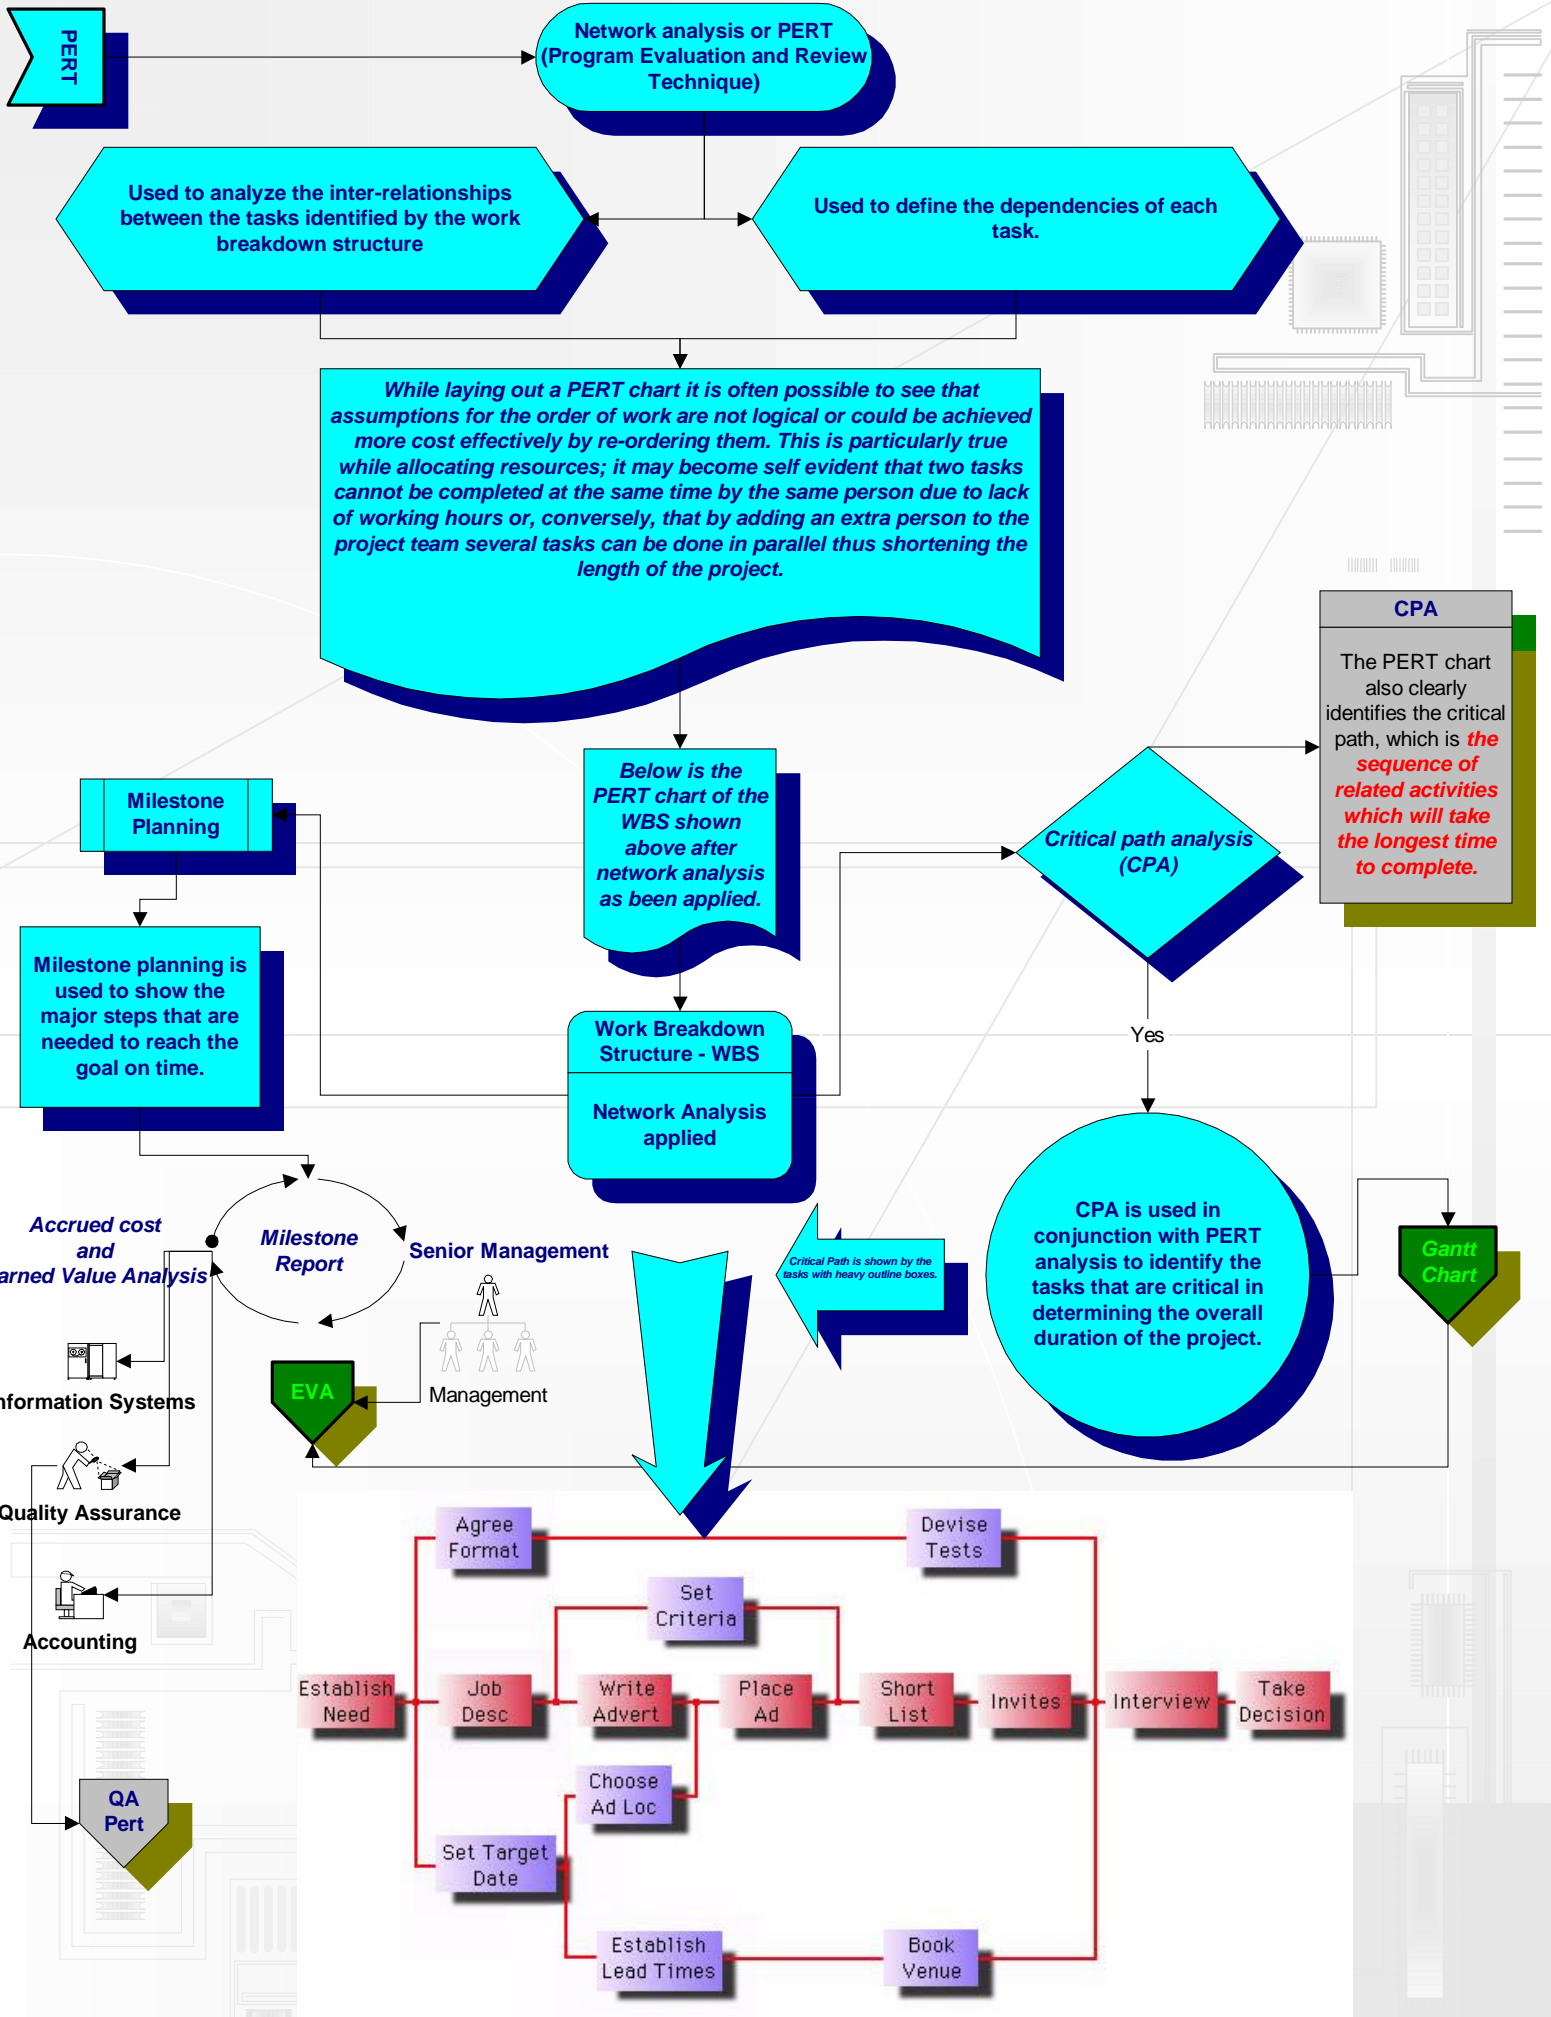 PERT
Network analysis or PERT
(Program Evaluation and Review
Technique)
Used to analyze the inter-relationships
between the tasks identified by the work
breakdown structure
Used to define the dependencies of each
task.
While laying out a PERT chart it is often possible to see that
assumptions for the order of work are not logical or could be achieved
more cost effectively by re-ordering them. This is particularly true
while allocating resources; it may become self evident that two tasks
cannot be completed at the same time by the same person due to lack
of working hours or, conversely, that by adding an extra person to the
project team several tasks can be done in parallel thus shortening the
length of the project.
CPA
The PERT chart
also clearly
identifies the critical
path, which is the
sequence of
related activities
which will take
the longest time
to complete.
Below is the
PERT chart of the
WBS shown
above after
network analysis
as been applied.
Milestone
Planning
Critical path analysis
(CPA)
Milestone planning is
used to show the
major steps that are
needed to reach the
goal on time.
Work Breakdown
Structure - WBS
Network Analysis
applied
Yes
CPA is used in
conjunction with PERT
analysis to identify the
tasks that are critical in
determining the overall
duration of the project.
Gantt
Chart
Critical Path is shown by the
tasks with heavy outline boxes.
Accrued cost
and
arned Value Analysis
Milestone
Report
Senior Management
Management
EVA
nformation Systems
Quality Assurance
Accounting
QA
Pert
Agree
Format
Devise
Tests
Set
Criteria
Establish
Need
Job
Desc
Write
Advert
Place
Ad
Short
List
Invites
Interview
Take
Decision
Choose
Ad Loc
Set Target
Date
Establish
Lead Times
Book
Venue